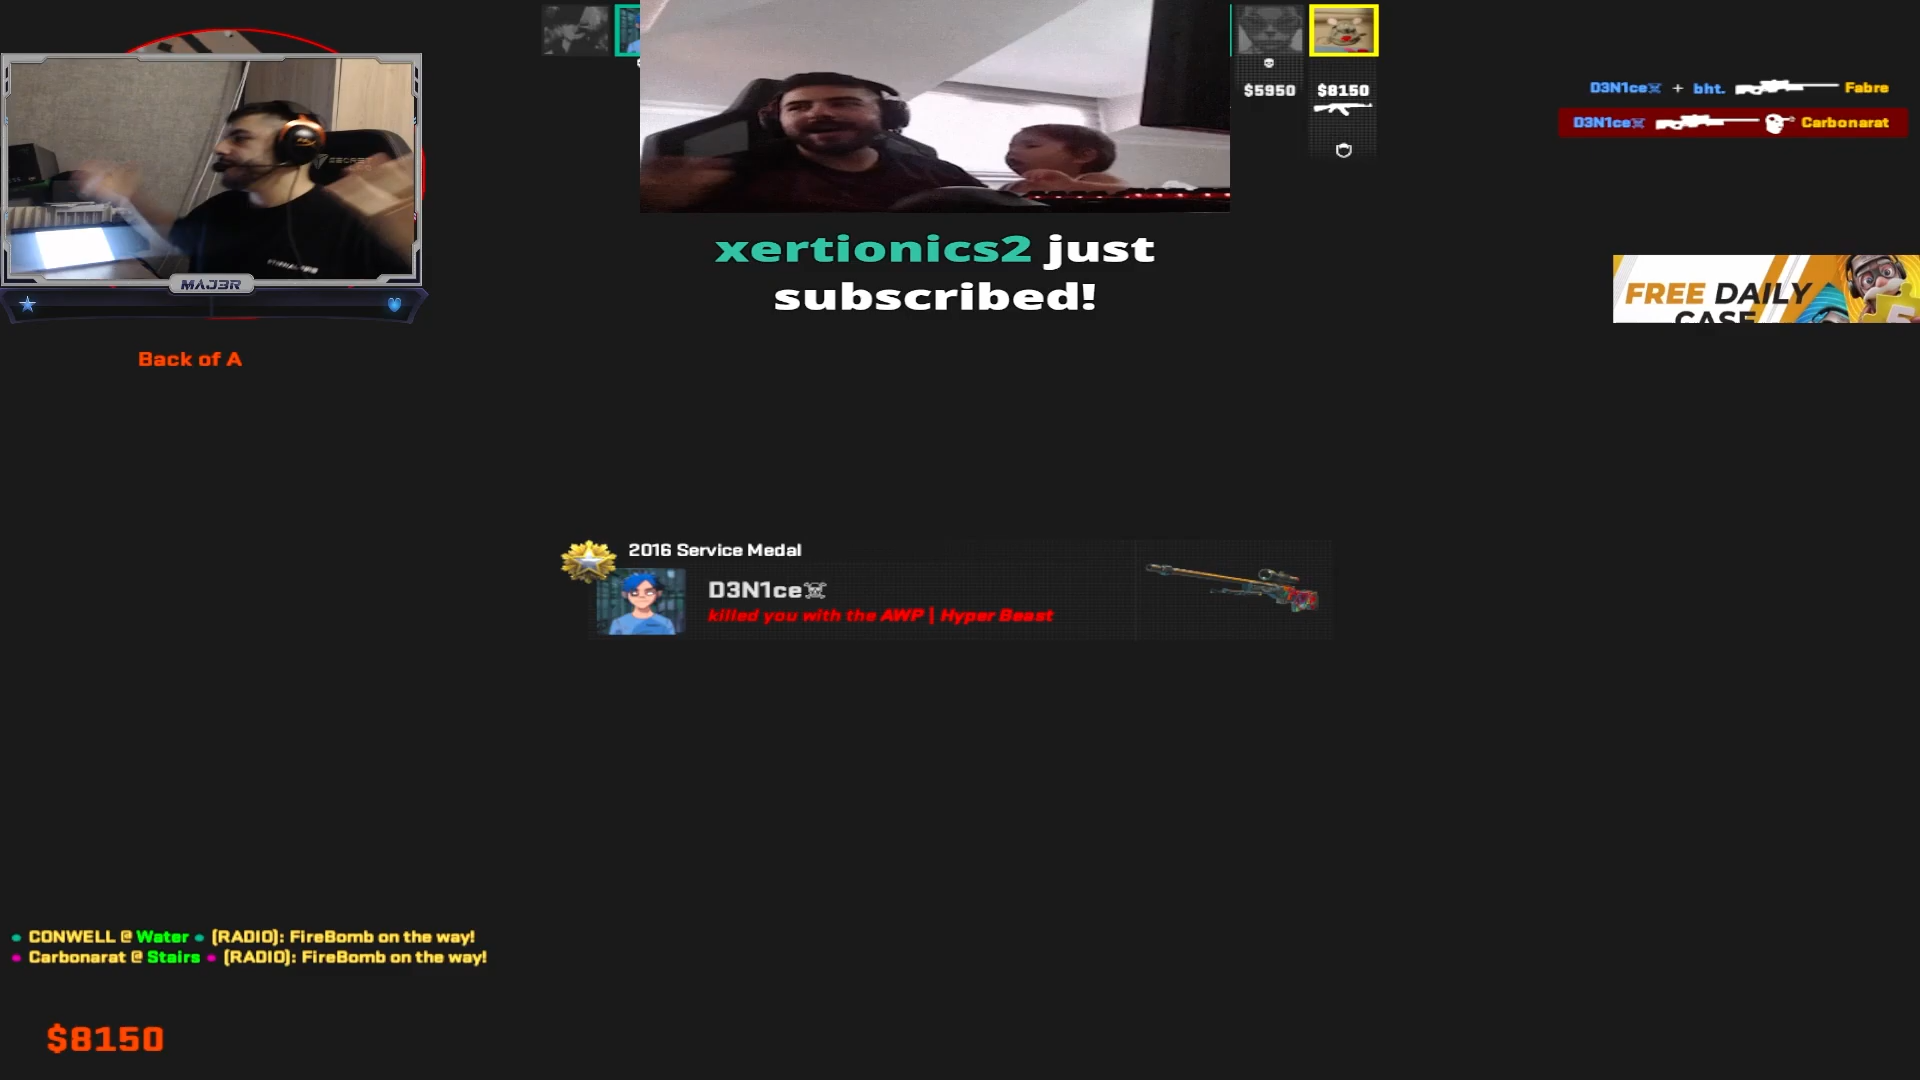 $5950
$8150
D3N1ce☠ + bht. Fabre
D3N1ce☠ Carbonarat
MAJ3R
xertionics2 just
subscribed!
FREE DAILY
CASE
Back of A
2016 Service Medal
D3N1ce☠
killed you with the AWP | Hyper Beast
• CONWELL @ Water • (RADIO): FireBomb on the way!
• Carbonarat @ Stairs • (RADIO): FireBomb on the way!
$8150